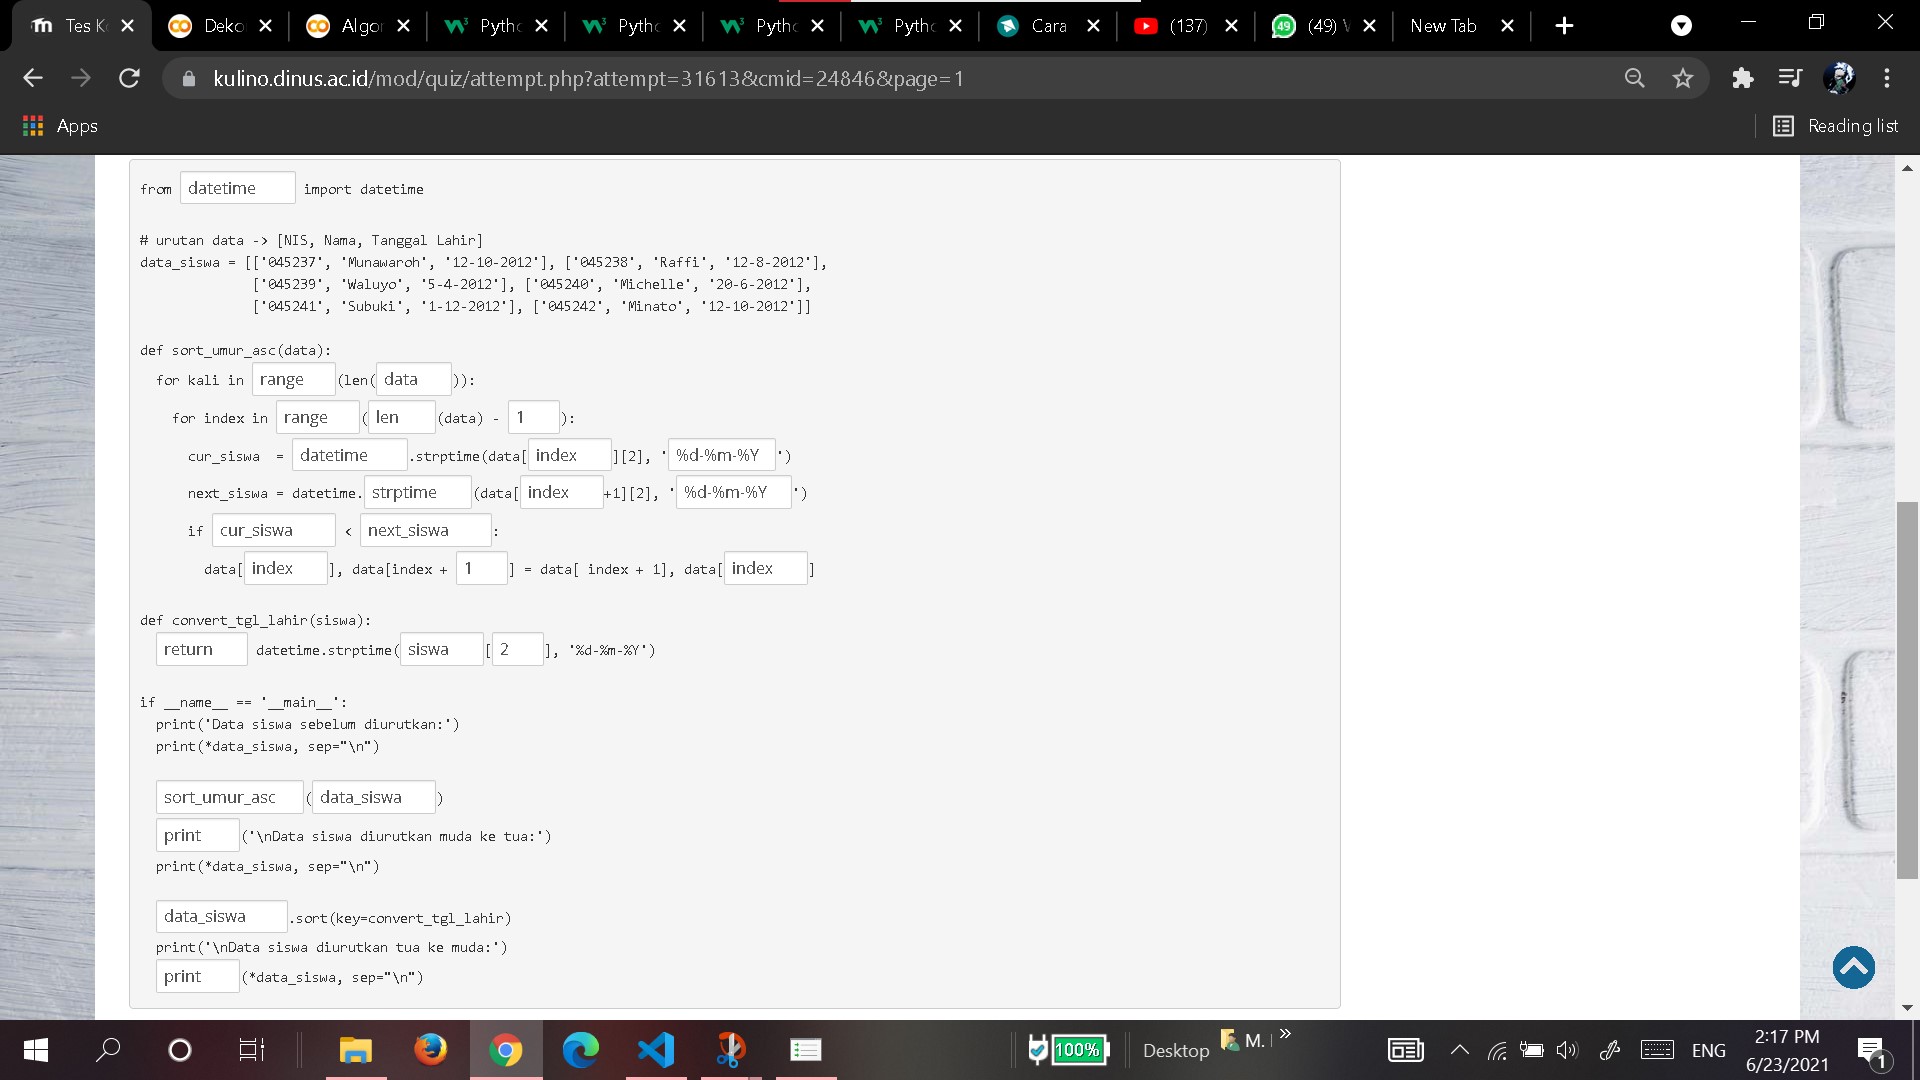 Tes K
Deko
Algor
Pytho
Pytho
Pytho
Pytho
Cara
(137)
(49)
New Tab
kulino.dinus.ac.id/mod/quiz/attempt.php?attempt=31613&cmid=24846&page=1
Apps
Reading list
from datetime import datetime
# urutan data -> [NIS, Nama, Tanggal Lahir]
data_siswa = [['045237', 'Munawaroh', '12-10-2012'], ['045238', 'Raffi', '12-8-2012'],
['045239', 'Waluyo', '5-4-2012'], ['045240', 'Michelle', '20-6-2012'],
['045241', 'Subuki', '1-12-2012'], ['045242', 'Minato', '12-10-2012']]
def sort_umur_asc(data):
for kali in range (len( data )):
for index in range ( len (data) - 1 ):
cur_siswa = datetime .strptime(data[ index ][2], ' %d-%m-%Y ')
next_siswa = datetime. strptime (data[ index +1][2], ' %d-%m-%Y ')
if cur_siswa < next_siswa :
data[ index ], data[index + 1 ] = data[ index + 1], data[ index ]
def convert_tgl_lahir(siswa):
return datetime.strptime( siswa [ 2 ], '%d-%m-%Y')
if __name__ == '__main__':
print('Data siswa sebelum diurutkan:')
print(*data_siswa, sep="\n")
sort_umur_asc ( data_siswa )
print ('\nData siswa diurutkan muda ke tua:')
print(*data_siswa, sep="\n")
data_siswa .sort(key=convert_tgl_lahir)
print('\nData siswa diurutkan tua ke muda:')
print (*data_siswa, sep="\n")
100%
Desktop
M.
ENG
2:17 PM
6/23/2021
1